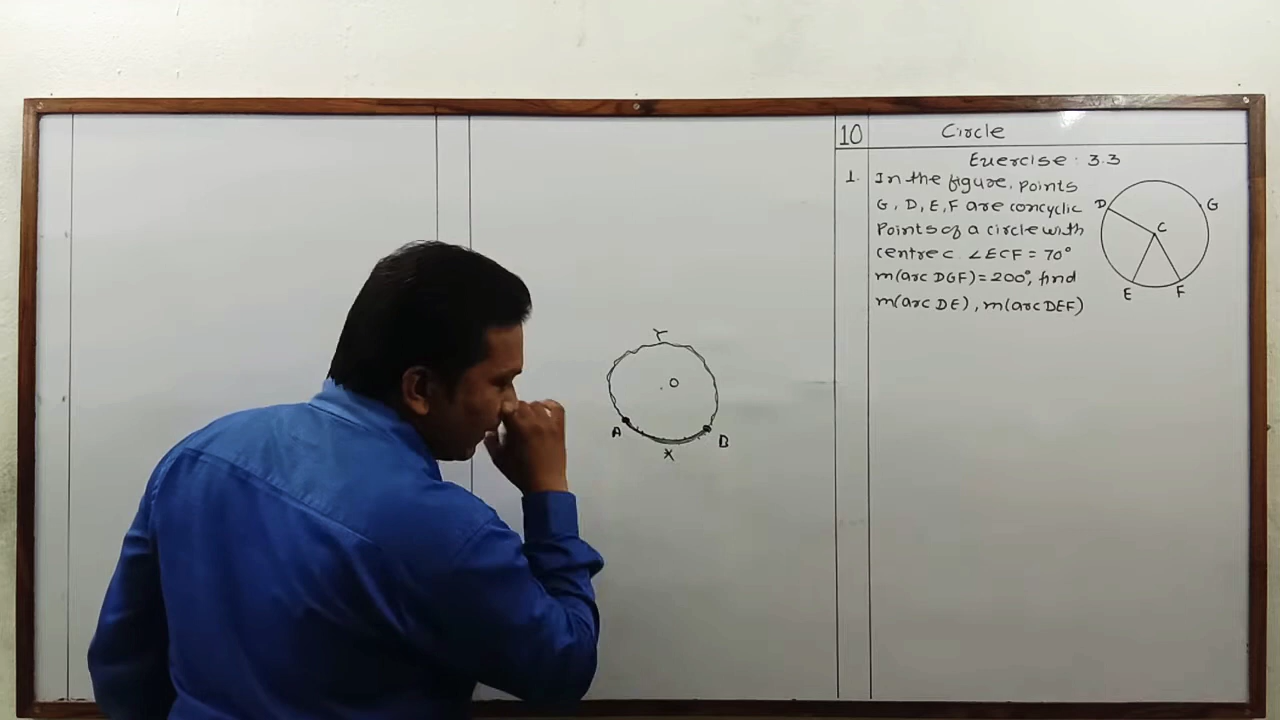 10 Circle
Exercise : 3.3
1. In the figure, points
G, D, E, F are concyclic
Points of a circle with
centre c. ∠ECF = 70°
m(arc DGF) = 200°, find
m(arc DE), m(arc DEF)
D
G
C
E
F
Y
O
A
B
X